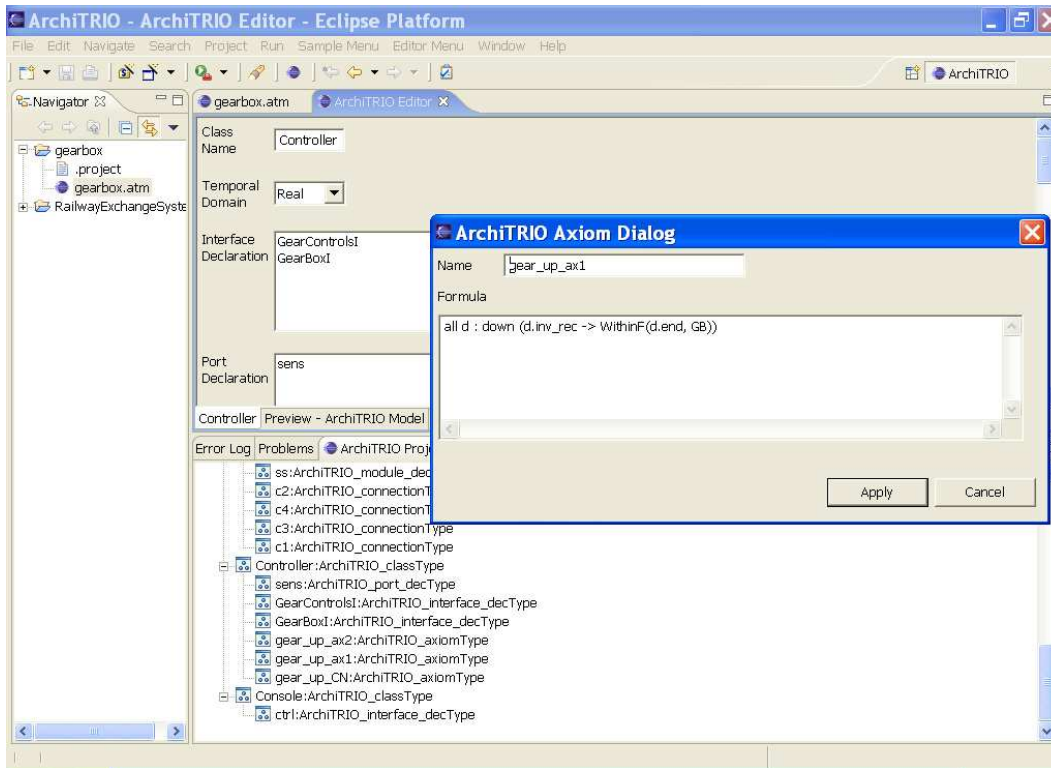 ArchiTRIO - ArchiTRIO Editor - Eclipse Platform
File Edit Navigate Search Project Run Sample Menu Editor Menu Window Help
ArchiTRIO
Navigator
gearbox
.project
gearbox.atm
RailwayExchangeSyste
gearbox.atm ArchiTRIO Editor
Class Name Controller
Temporal Domain Real
Interface Declaration GearControlsI
GearBoxI
Port Declaration sens
Controller Preview - ArchiTRIO Model
ArchiTRIO Axiom Dialog
Name gear_up_ax1
Formula
all d : down (d.inv_rec -> WithinF(d.end, GB))
Apply Cancel
Error Log Problems ArchiTRIO Proj
ss:ArchiTRIO_module_dec
c2:ArchiTRIO_connectionT
c4:ArchiTRIO_connectionT
c3:ArchiTRIO_connectionType
c1:ArchiTRIO_connectionType
Controller:ArchiTRIO_classType
sens:ArchiTRIO_port_decType
GearControlsI:ArchiTRIO_interface_decType
GearBoxI:ArchiTRIO_interface_decType
gear_up_ax2:ArchiTRIO_axiomType
gear_up_ax1:ArchiTRIO_axiomType
gear_up_CN:ArchiTRIO_axiomType
Console:ArchiTRIO_classType
ctrl:ArchiTRIO_interface_decType